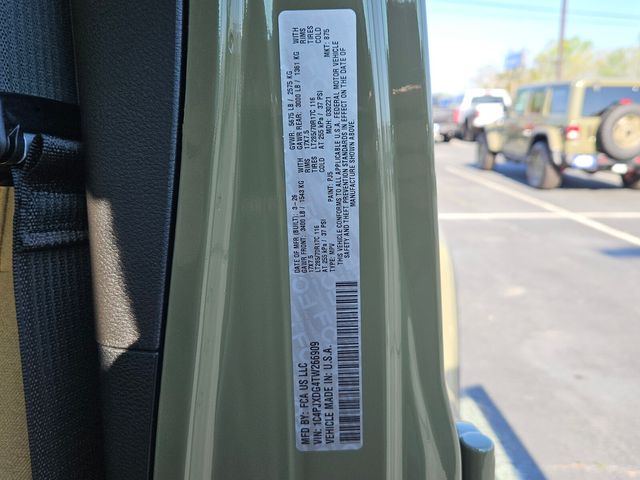 MFD BY: FCA US LLC
DATE OF MFR (BUILT): 3-26
GVWR: 5675 LB / 2575 KG
GAWR FRONT: 3400 LB / 1543 KG WITH
GAWR REAR: 3000 LB / 1361 KG WITH
17X7.5 RIMS
17X7.5 RIMS
LT285/70R17C 116 TIRES
LT285/70R17C 116 TIRES
AT 255 kPa / 37 PSI COLD
AT 255 kPa / 37 PSI COLD
VIN: 1C4PJXDG4TW266909
TYPE: MPV
PAINT: PJ5
MDH: 030221
MKT: 875
VEHICLE MADE IN: U.S.A.
THIS VEHICLE CONFORMS TO ALL APPLICABLE U.S.A. FEDERAL MOTOR VEHICLE
SAFETY AND THEFT PREVENTION STANDARDS IN EFFECT ON THE DATE OF
MANUFACTURE SHOWN ABOVE.